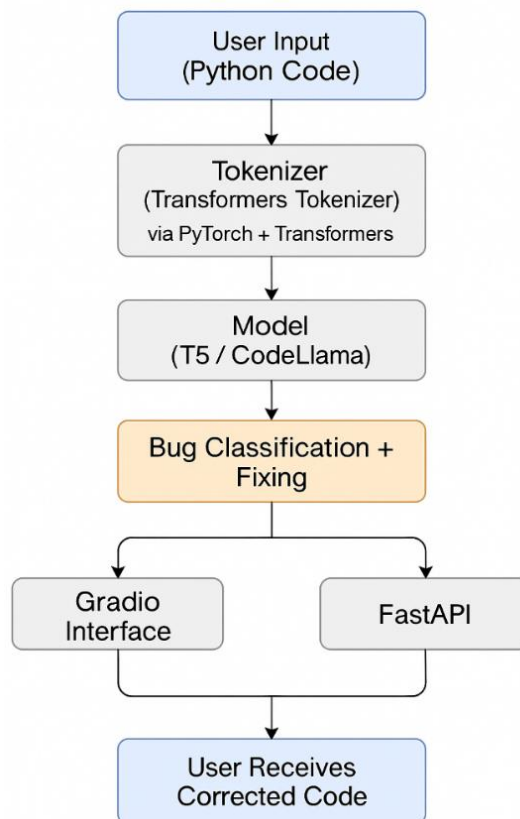 User Input
(Python Code)
Tokenizer
(Transformers Tokenizer)
via PyTorch + Transformers
Model
(T5 / CodeLlama)
Bug Classification +
Fixing
Gradio
Interface
FastAPI
User Receives
Corrected Code